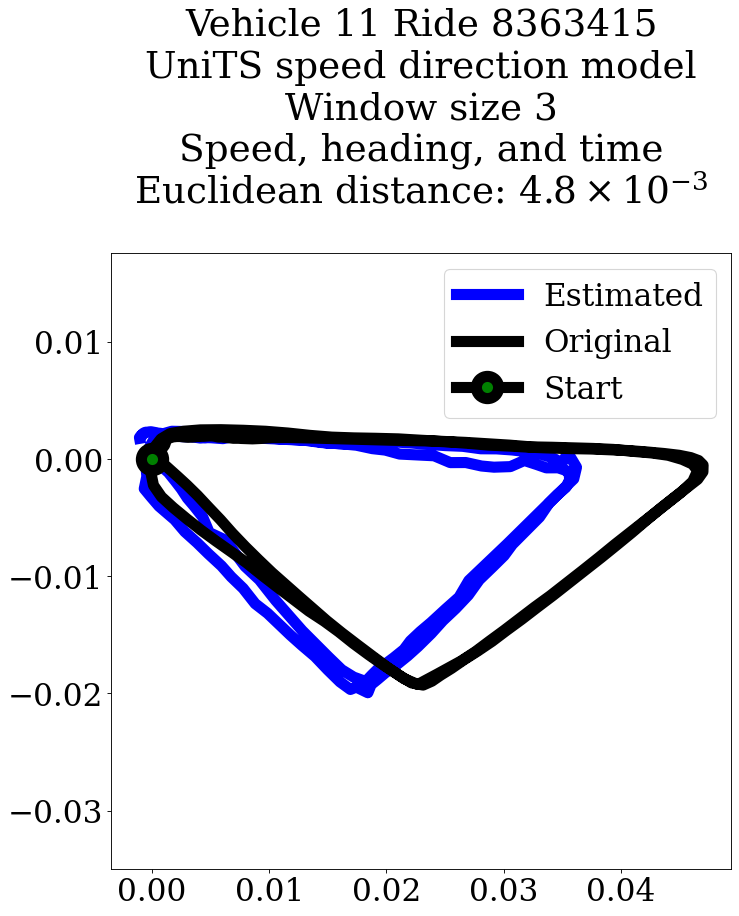 Vehicle 11 Ride 8363415
UniTS speed direction model
Window size 3
Speed, heading, and time
Euclidean distance: 4.8 × 10⁻³
Estimated
Original
Start
0.01
0.00
−0.01
−0.02
−0.03
0.00 0.01 0.02 0.03 0.04